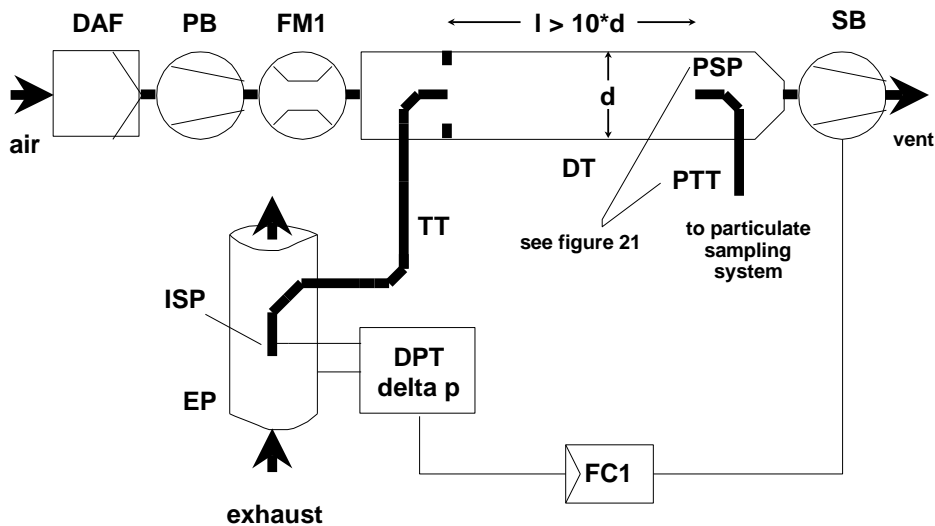 DAF
PB
FM1
l > 10*d
SB
PSP
d
air
vent
DT
PTT
TT
see figure 21
to particulate
sampling
system
ISP
DPT
delta p
EP
FC1
exhaust